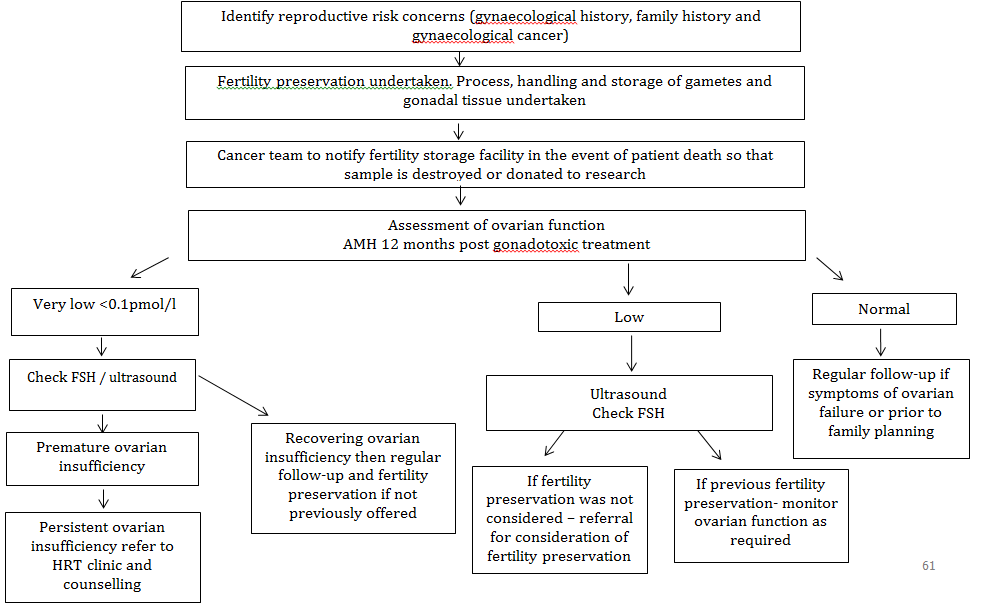 Identify reproductive risk concerns (gynaecological history, family history and
gynaecological cancer)
Fertility preservation undertaken. Process, handling and storage of gametes and
gonadal tissue undertaken
Cancer team to notify fertility storage facility in the event of patient death so that
sample is destroyed or donated to research
Assessment of ovarian function
AMH 12 months post gonadotoxic treatment
Very low <0.1pmol/l
Check FSH / ultrasound
Premature ovarian
insufficiency
Persistent ovarian
insufficiency refer to
HRT clinic and
counselling
Recovering ovarian
insufficiency then regular
follow-up and fertility
preservation if not
previously offered
Low
Ultrasound
Check FSH
If fertility
preservation was not
considered – referral
for consideration of
fertility preservation
If previous fertility
preservation- monitor
ovarian function as
required
Normal
Regular follow-up if
symptoms of ovarian
failure or prior to
family planning
61